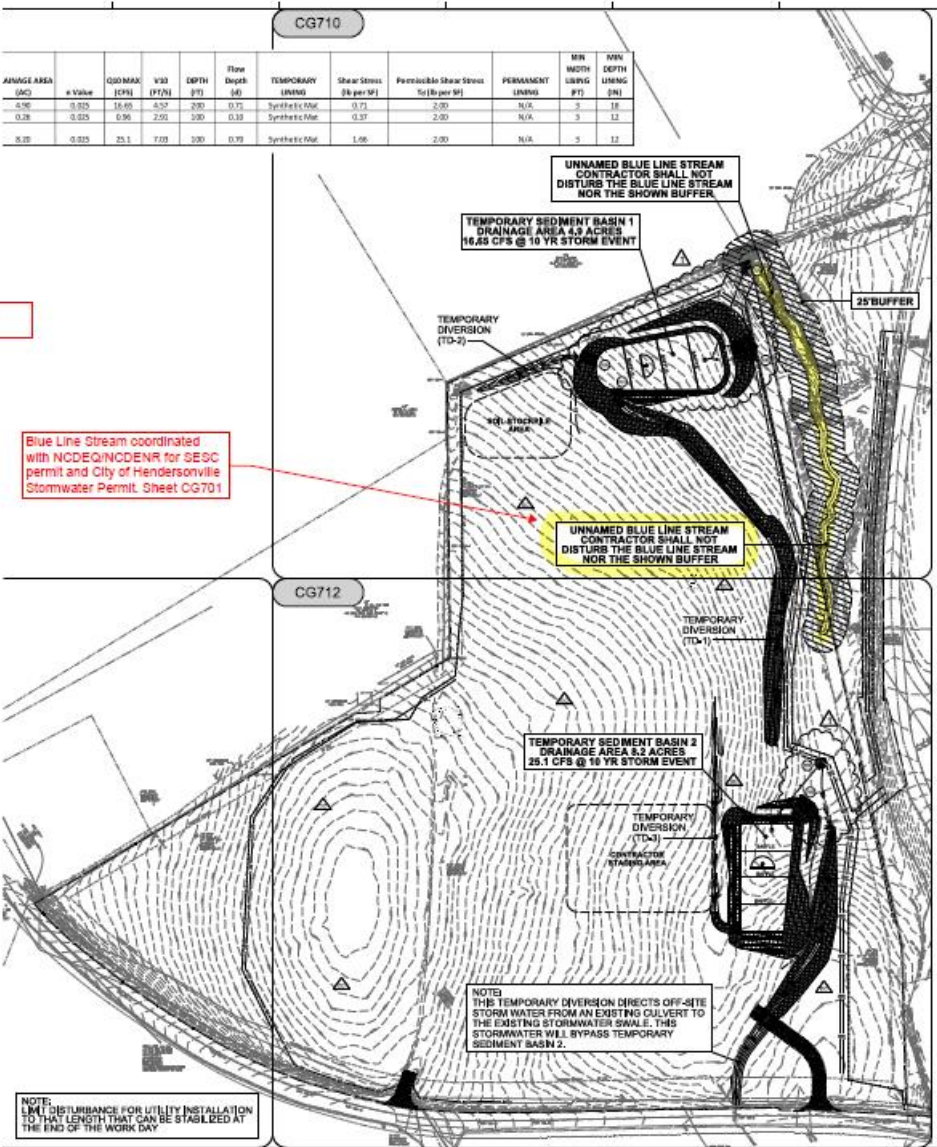 CG710
AINAGE AREA (AC) n Value Q10 MAX (CFS) V10 (FT/S) DEPTH (FT) Flow Depth (d) TEMPORARY LINING Shear Stress (lb per SF) Permissible Shear Stress Ta (lb per SF) PERMANENT LINING MIN WIDTH LINING (FT) MIN DEPTH LINING (IN)
4.90 0.025 16.65 4.57 200 0.71 Synthetic Mat 0.71 2.00 N/A 3 18
0.26 0.025 0.96 2.91 100 0.10 Synthetic Mat 0.37 2.00 N/A 3 12
8.20 0.025 25.1 7.03 100 0.70 Synthetic Mat 1.66 2.00 N/A 3 12
UNNAMED BLUE LINE STREAM
CONTRACTOR SHALL NOT
DISTURB THE BLUE LINE STREAM
NOR THE SHOWN BUFFER
TEMPORARY SEDIMENT BASIN 1
DRAINAGE AREA 4.9 ACRES
16.65 CFS @ 10 YR STORM EVENT
25'BUFFER
TEMPORARY
DIVERSION
(TD-2)
SOIL STOCKPILE
AREA
Blue Line Stream coordinated
with NCDEQ/NCDENR for SESC
permit and City of Hendersonville
Stormwater Permit. Sheet CG701
UNNAMED BLUE LINE STREAM
CONTRACTOR SHALL NOT
DISTURB THE BLUE LINE STREAM
NOR THE SHOWN BUFFER
CG712
TEMPORARY
DIVERSION
(TD-1)
TEMPORARY SEDIMENT BASIN 2
DRAINAGE AREA 8.2 ACRES
25.1 CFS @ 10 YR STORM EVENT
TEMPORARY
DIVERSION
(TD-3)
CONTRACTOR
STAGING AREA
NOTE:
THIS TEMPORARY DIVERSION DIRECTS OFF-SITE
STORM WATER FROM AN EXISTING CULVERT TO
THE EXISTING STORMWATER SWALE. THIS
STORMWATER WILL BYPASS TEMPORARY
SEDIMENT BASIN 2.
NOTE:
LIMIT DISTURBANCE FOR UTILITY INSTALLATION
TO THAT LENGTH THAT CAN BE STABILIZED AT
THE END OF THE WORK DAY